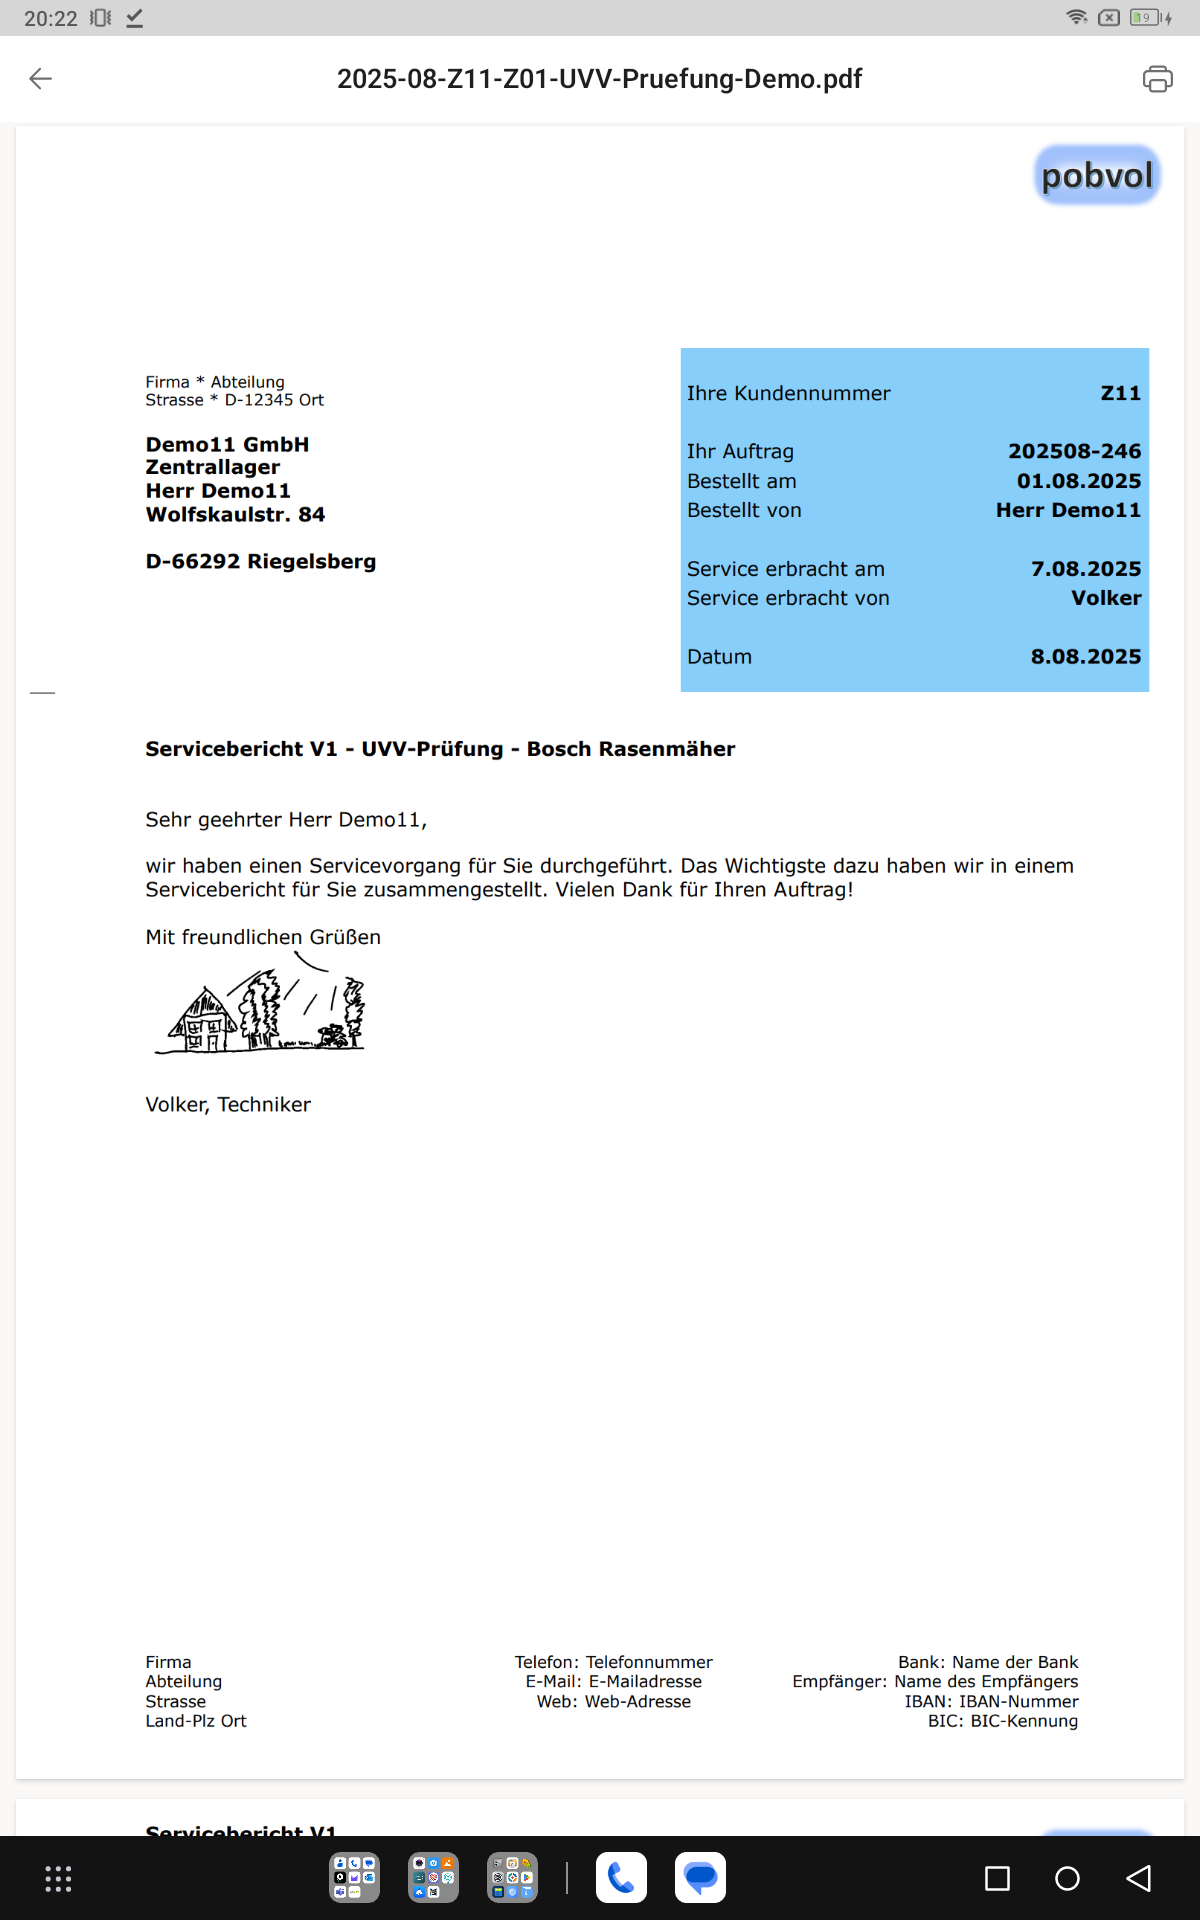 20:22
19
2025-08-Z11-Z01-UVV-Pruefung-Demo.pdf
pobvol
Firma * Abteilung
Strasse * D-12345 Ort
Demo11 GmbH
Zentrallager
Herr Demo11
Wolfskaulstr. 84
D-66292 Riegelsberg
Ihre Kundennummer Z11
Ihr Auftrag 202508-246
Bestellt am 01.08.2025
Bestellt von Herr Demo11
Service erbracht am 7.08.2025
Service erbracht von Volker
Datum 8.08.2025
Servicebericht V1 - UVV-Prüfung - Bosch Rasenmäher
Sehr geehrter Herr Demo11,
wir haben einen Servicevorgang für Sie durchgeführt. Das Wichtigste dazu haben wir in einem
Servicebericht für Sie zusammengestellt. Vielen Dank für Ihren Auftrag!
Mit freundlichen Grüßen
Volker, Techniker
Firma
Abteilung
Strasse
Land-Plz Ort
Telefon: Telefonnummer
E-Mail: E-Mailadresse
Web: Web-Adresse
Bank: Name der Bank
Empfänger: Name des Empfängers
IBAN: IBAN-Nummer
BIC: BIC-Kennung
Servicebericht V1